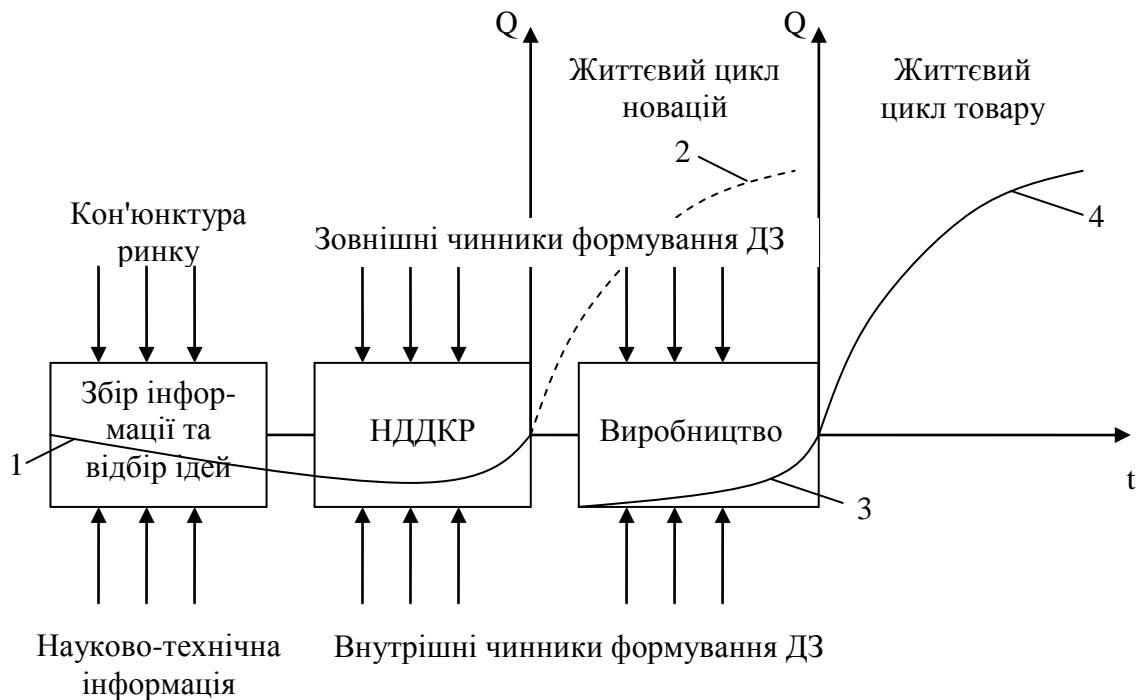 Q
Q
Життєвий цикл
новацій
Життєвий
цикл товару
2
Кон'юнктура
ринку
Зовнішні чинники формування ДЗ
4
Збір інфор-
мації та
відбір ідей
НДДКР
Виробництво
1
3
t
Науково-технічна
інформація
Внутрішні чинники формування ДЗ